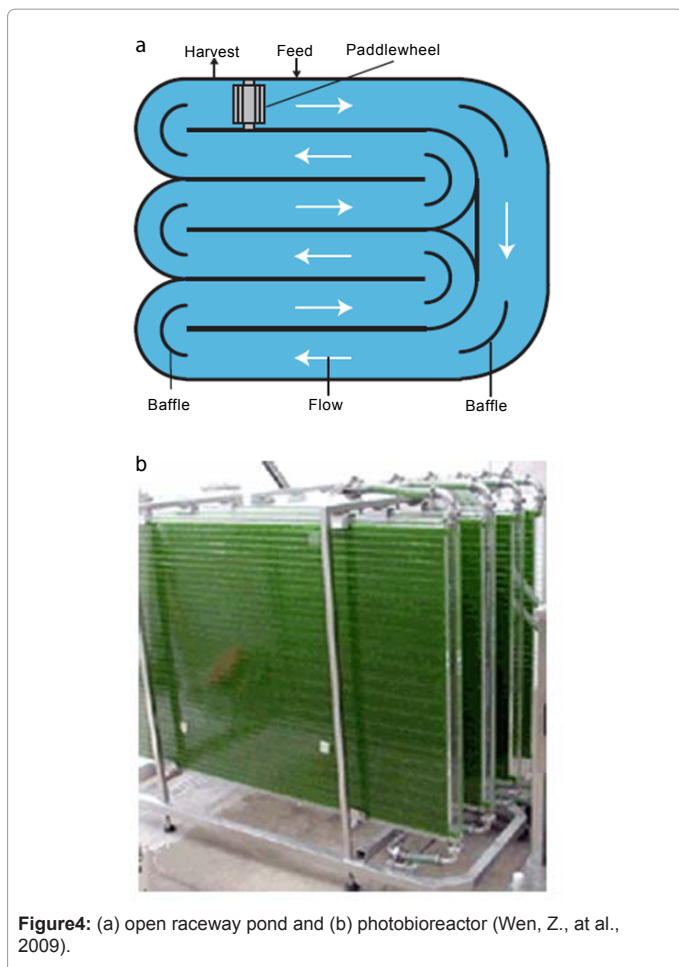 a
Harvest Feed Paddlewheel
Baffle Flow Baffle
b
Figure4: (a) open raceway pond and (b) photobioreactor (Wen, Z., at al.,
2009).